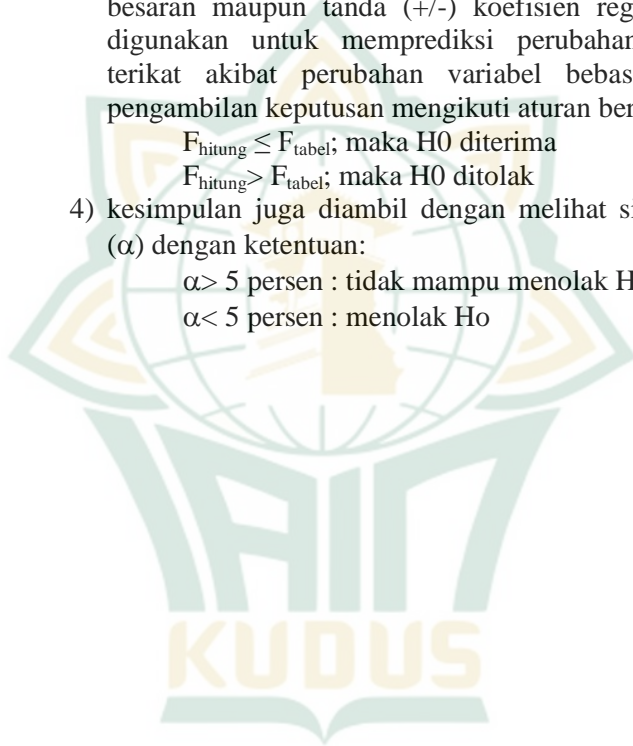 besaran maupun tanda (+/-) koefisien reg
digunakan untuk memprediksi perubahan
terikat akibat perubahan variabel bebas
pengambilan keputusan mengikuti aturan ber
Fhitung ≤ Ftabel; maka H0 diterima
Fhitung> Ftabel; maka H0 ditolak
4) kesimpulan juga diambil dengan melihat si
(α) dengan ketentuan:
α> 5 persen : tidak mampu menolak H
α< 5 persen : menolak Ho
IAIN
KUDUS